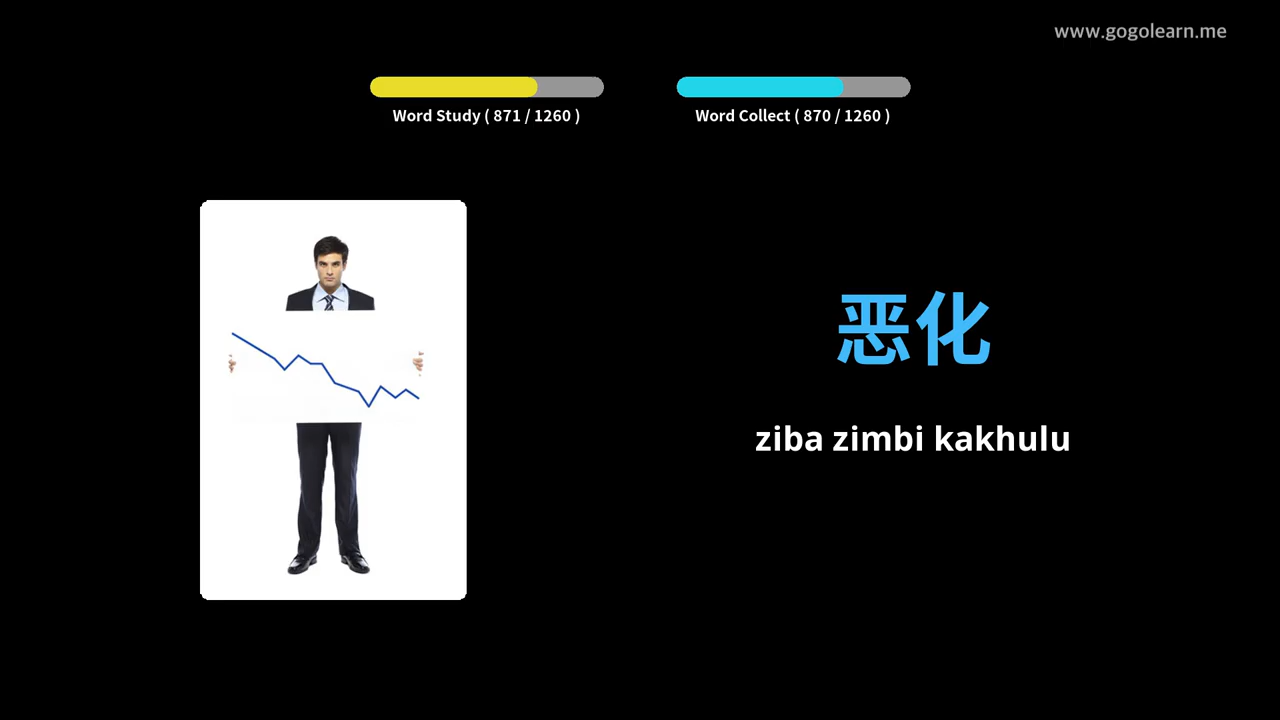 www.gogolearn.me
Word Study ( 871 / 1260 )
Word Collect ( 870 / 1260 )
恶化
ziba zimbi kakhulu